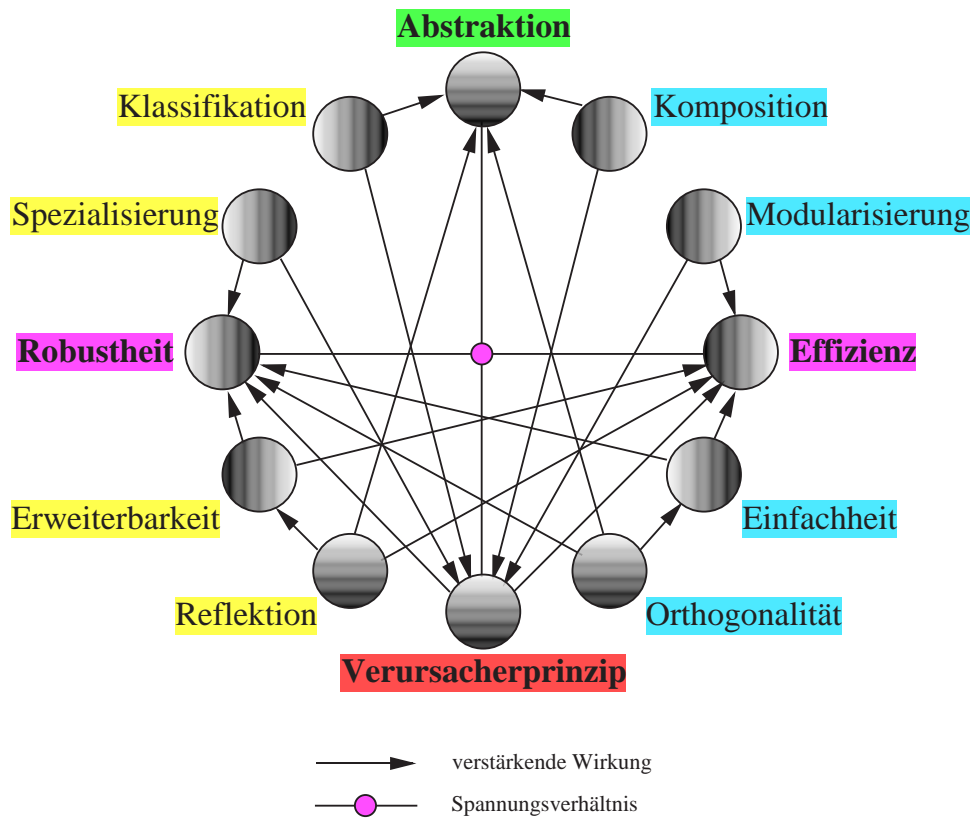 Abstraktion
Klassifikation
Komposition
Spezialisierung
Modularisierung
Robustheit
Effizienz
Erweiterbarkeit
Einfachheit
Reflektion
Orthogonalität
Verursacherprinzip
verstärkende Wirkung
Spannungsverhältnis